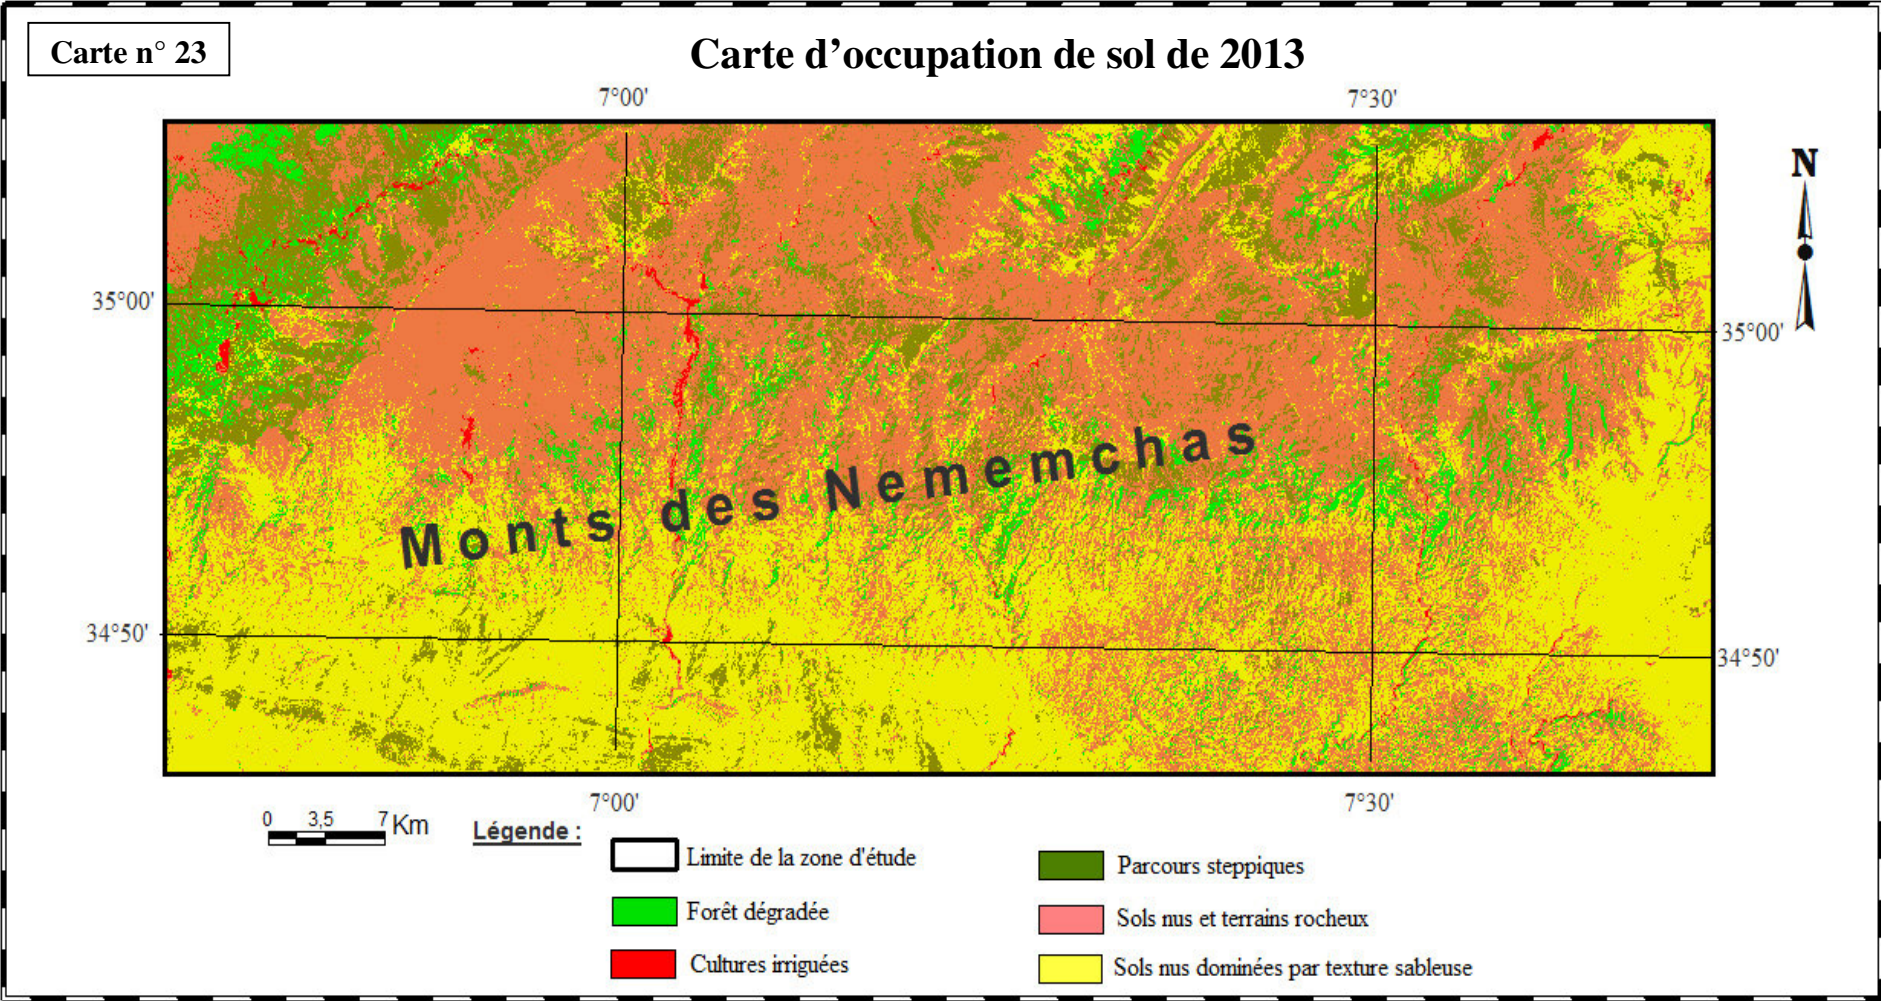 Carte n° 23
Carte d’occupation de sol de 2013
7°00'
7°30'
N
35°00'
35°00'
Monts des Nememchas
34°50'
34°50'
7°00'
7°30'
0 3,5 7 Km
Légende :
Limite de la zone d'étude
Forêt dégradée
Cultures irriguées
Parcours steppiques
Sols nus et terrains rocheux
Sols nus dominées par texture sableuse